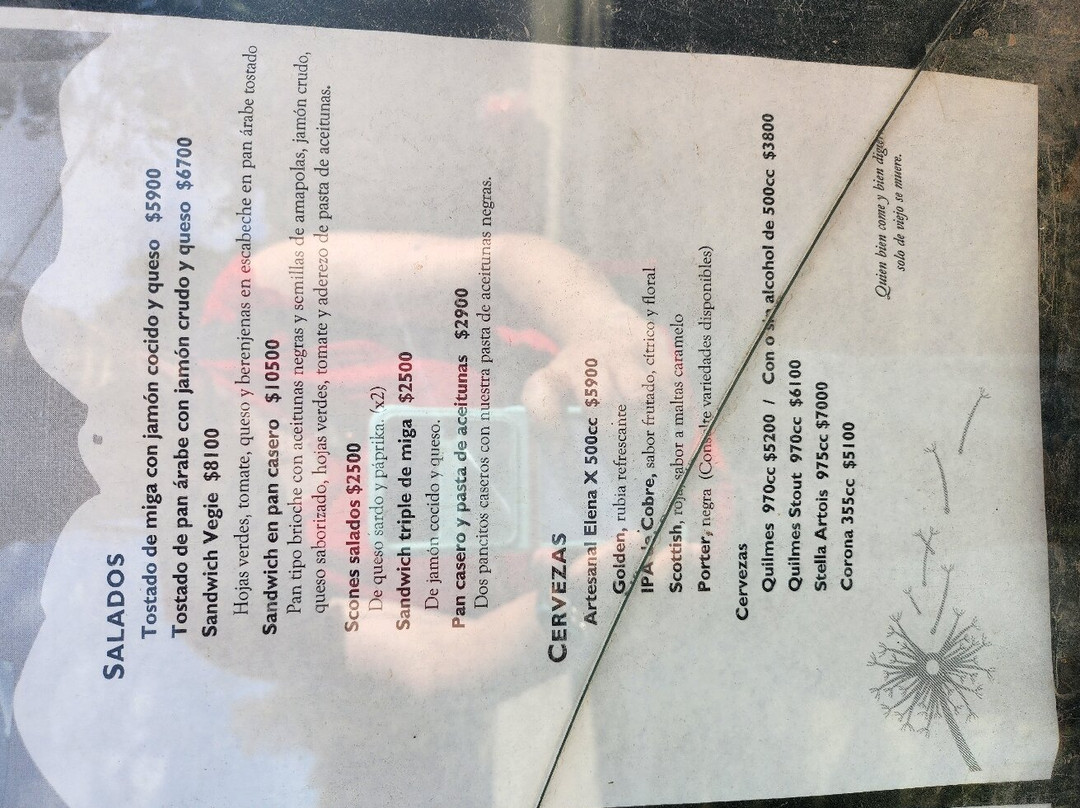 SALADOS
Tostado de miga con jamón cocido y queso $5900
Tostado de pan árabe con jamón crudo y queso $6700
Sandwich Vegie $8100
Hojas verdes, tomate, queso y berenjenas en escabeche en pan árabe tostado
Sandwich en pan casero $10500
Pan tipo brioche con aceitunas negras y semillas de amapolas, jamón crudo,
queso saborizado, hojas verdes, tomate y aderezo de pasta de aceitunas.
Scones salados $2500
De queso sardo y páprika. (x2)
Sandwich triple de miga $2500
De jamón cocido y queso.
Pan casero y pasta de aceitunas $2900
Dos pancitos caseros con nuestra pasta de aceitunas negras.
CERVEZAS
Artesanal Elena X 500cc $5900
Golden, rubia refrescante
IPA de Cobre, sabor frutado, cítrico y floral
Scottish, roja, sabor a maltas caramelo
Porter, negra (Consulte variedades disponibles)
Cervezas
Quilmes 970cc $5200 / Con o sin alcohol de 500cc $3800
Quilmes Stout 970cc $6100
Stella Artois 975cc $7000
Corona 355cc $5100
Quien bien come y bien digiere
solo de viejo se muere.